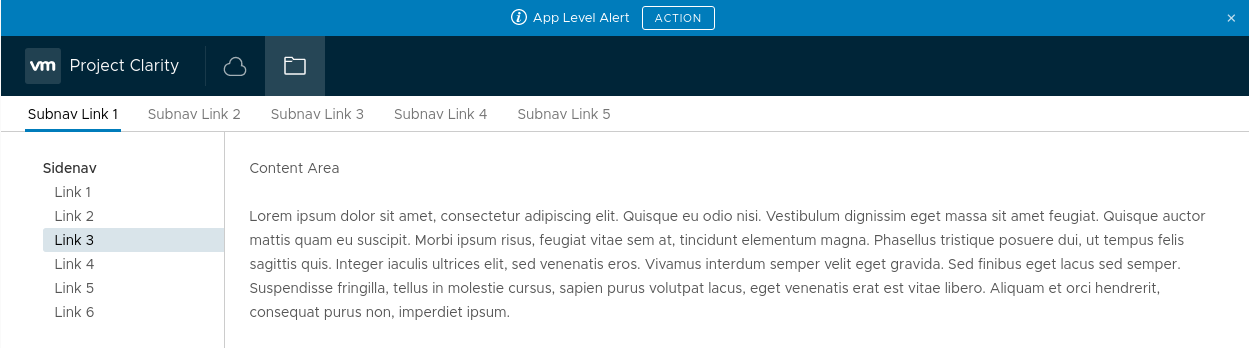 App Level Alert ACTION ×
vm Project Clarity
Subnav Link 1 Subnav Link 2 Subnav Link 3 Subnav Link 4 Subnav Link 5
Sidenav
Link 1
Link 2
Link 3
Link 4
Link 5
Link 6
Content Area
Lorem ipsum dolor sit amet, consectetur adipiscing elit. Quisque eu odio nisi. Vestibulum dignissim eget massa sit amet feugiat. Quisque auctor
mattis quam eu suscipit. Morbi ipsum risus, feugiat vitae sem at, tincidunt elementum magna. Phasellus tristique posuere dui, ut tempus felis
sagittis quis. Integer iaculis ultrices elit, sed venenatis eros. Vivamus interdum semper velit eget gravida. Sed finibus eget lacus sed semper.
Suspendisse fringilla, tellus in molestie cursus, sapien purus volutpat lacus, eget venenatis erat est vitae libero. Aliquam et orci hendrerit,
consequat purus non, imperdiet ipsum.